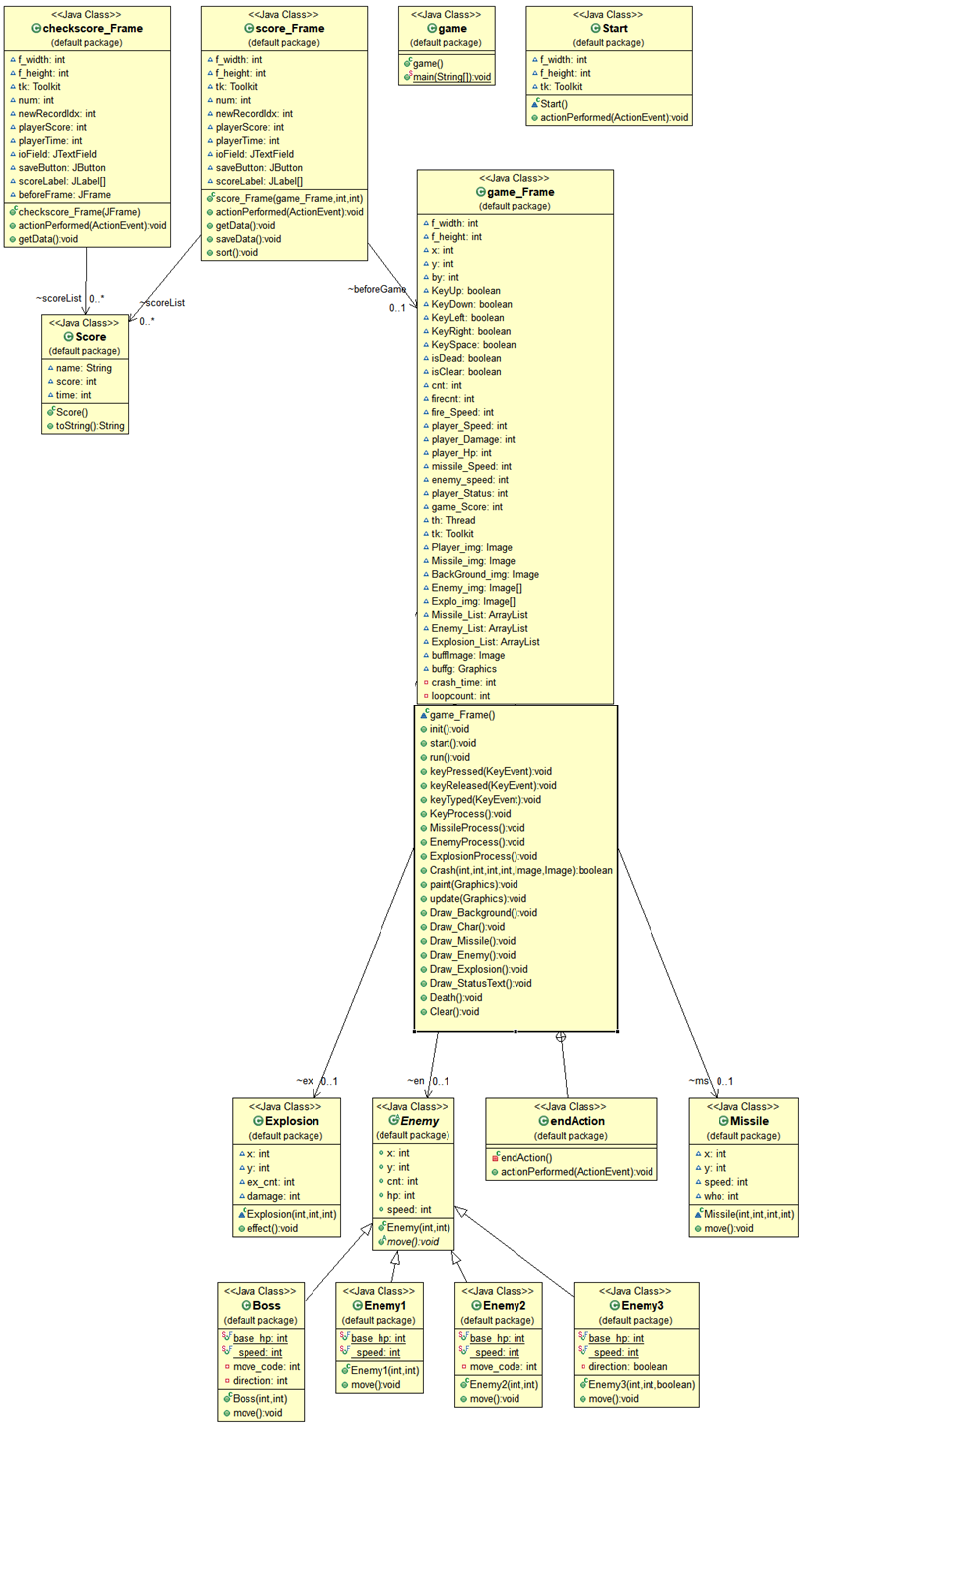 <<Java Class>>
checkscore_Frame
(default package)
f_width: int
f_height: int
tk: Toolkit
num: int
newRecordIdx: int
playerScore: int
playerTime: int
ioField: JTextField
saveButton: JButton
scoreLabel: JLabel[]
beforeFrame: JFrame
checkscore_Frame(JFrame)
actionPerformed(ActionEvent):void
getData():void
<<Java Class>>
score_Frame
(default package)
f_width: int
f_height: int
tk: Toolkit
num: int
newRecordIdx: int
playerScore: int
playerTime: int
ioField: JTextField
saveButton: JButton
scoreLabel: JLabel[]
score_Frame(game_Frame,int,int)
actionPerformed(ActionEvent):void
getData():void
saveData():void
sort():void
<<Java Class>>
game
(default package)
game()
main(String[]):void
<<Java Class>>
Start
(default package)
f_width: int
f_height: int
tk: Toolkit
Start()
actionPerformed(ActionEvent):void
~scoreList 0..*
~scoreList
0..*
~beforeGame
0..1
<<Java Class>>
Score
(default package)
name: String
score: int
time: int
Score()
toString():String
<<Java Class>>
game_Frame
(default package)
f_width: int
f_height: int
x: int
y: int
by: int
KeyUp: boolean
KeyDown: boolean
KeyLeft: boolean
KeyRight: boolean
KeySpace: boolean
isDead: boolean
isClear: boolean
cnt: int
firecnt: int
fire_Speed: int
player_Speed: int
player_Damage: int
player_Hp: int
missile_Speed: int
enemy_speed: int
player_Status: int
game_Score: int
th: Thread
tk: Toolkit
Player_img: Image
Missile_img: Image
BackGround_img: Image
Enemy_img: Image[]
Explo_img: Image[]
Missile_List: ArrayList
Enemy_List: ArrayList
Explosion_List: ArrayList
buffImage: Image
buffg: Graphics
crash_time: int
loopcount: int
game_Frame()
init():void
start():void
run():void
keyPressed(KeyEvent):void
keyReleased(KeyEvent):void
keyTyped(KeyEvent):void
KeyProcess():void
MissileProcess():void
EnemyProcess():void
ExplosionProcess():void
Crash(int,int,int,int,Image,Image):boolean
paint(Graphics):void
update(Graphics):void
Draw_Background():void
Draw_Char():void
Draw_Missile():void
Draw_Enemy():void
Draw_Explosion():void
Draw_StatusText():void
Death():void
Clear():void
~ex 0..1
~en 0..1
~ms 0..1
<<Java Class>>
Explosion
(default package)
x: int
y: int
ex_cnt: int
damage: int
Explosion(int,int,int)
effect():void
<<Java Class>>
Enemy
(default package)
x: int
y: int
cnt: int
hp: int
speed: int
Enemy(int,int)
move():void
<<Java Class>>
endAction
(default package)
endAction()
actionPerformed(ActionEvent):void
<<Java Class>>
Missile
(default package)
x: int
y: int
speed: int
who: int
Missile(int,int,int,int)
move():void
<<Java Class>>
Boss
(default package)
base_hp: int
_speed: int
move_code: int
direction: int
Boss(int,int)
move():void
<<Java Class>>
Enemy1
(default package)
base_hp: int
_speed: int
Enemy1(int,int)
move():void
<<Java Class>>
Enemy2
(default package)
base_hp: int
_speed: int
move_code: int
Enemy2(int,int)
move():void
<<Java Class>>
Enemy3
(default package)
base_hp: int
_speed: int
direction: boolean
Enemy3(int,int,boolean)
move():void